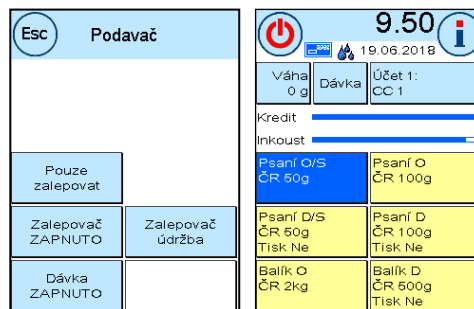 Esc
Podavač
Pouze
zalepovat
Zalepovač
ZAPNUTO
Zalepovač
údržba
Dávka
ZAPNUTO
9.50
19.06.2018
Váha
0 g
Dávka
Účet 1:
CC 1
Kredit
Inkoust
Psaní O/S
ČR 50g
Psaní O
ČR 100g
Psaní D/S
ČR 50g
Tisk Ne
Psaní D
ČR 100g
Tisk Ne
Balík O
ČR 2kg
Balík D
ČR 500g
Tisk Ne